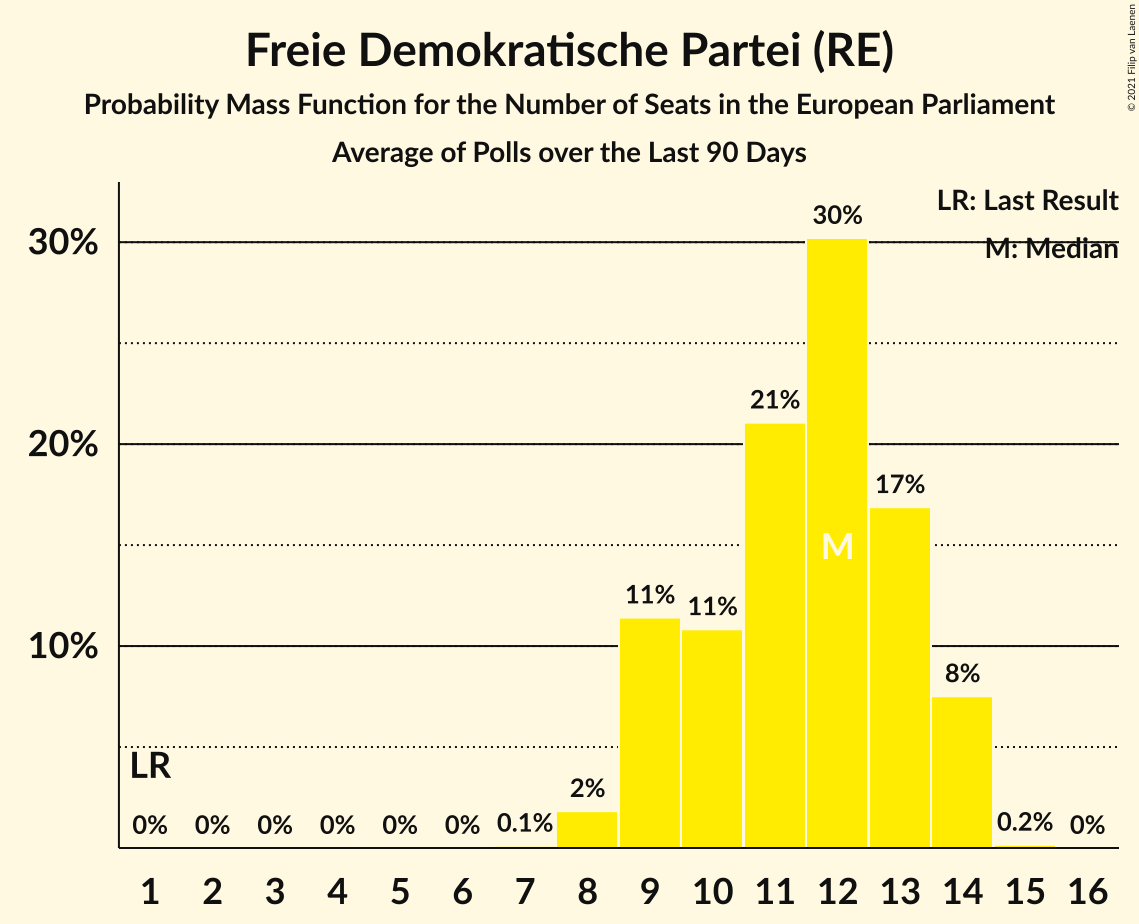 Freie Demokratische Partei (RE)
Probability Mass Function for the Number of Seats in the European Parliament
Average of Polls over the Last 90 Days
© 2021 Filip van Laenen
LR: Last Result
M: Median
30%
20%
10%
30%
21%
17%
M
11%
11%
8%
LR
2%
0%
0%
0%
0%
0%
0%
0.1%
0.2%
0%
1 2 3 4 5 6 7 8 9 10 11 12 13 14 15 16